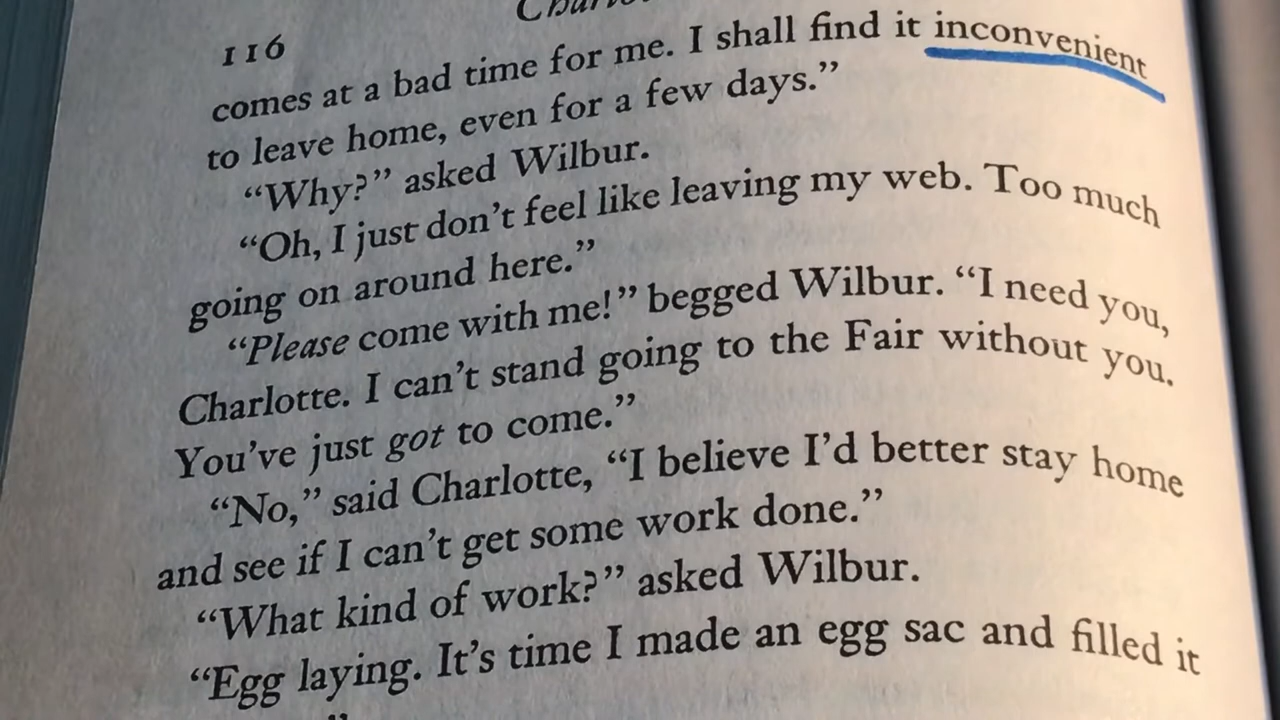 116
comes at a bad time for me. I shall find it inconvenient
to leave home, even for a few days.”
“Why?” asked Wilbur.
“Oh, I just don’t feel like leaving my web. Too much
going on around here.”
“Please come with me!” begged Wilbur. “I need you,
Charlotte. I can’t stand going to the Fair without you.
You’ve just got to come.”
“No,” said Charlotte, “I believe I’d better stay home
and see if I can’t get some work done.”
“What kind of work?” asked Wilbur.
“Egg laying. It’s time I made an egg sac and filled it